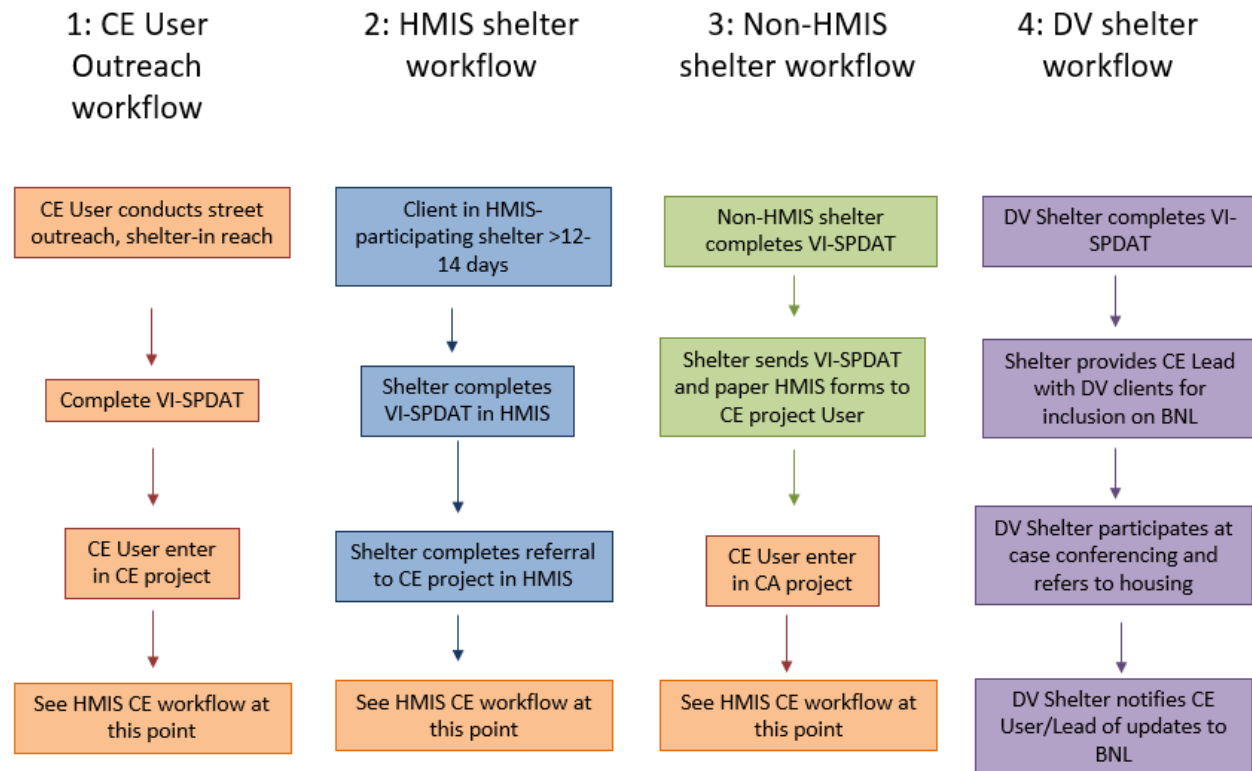 1: CE User
Outreach
workflow
2: HMIS shelter
workflow
3: Non-HMIS
shelter workflow
4: DV shelter
workflow
CE User conducts street
outreach, shelter-in reach
Complete VI-SPDAT
CE User enter
in CE project
See HMIS CE workflow at
this point
Client in HMIS-
participating shelter >12-
14 days
Shelter completes
VI-SPDAT in HMIS
Shelter completes referral
to CE project in HMIS
See HMIS CE workflow at
this point
Non-HMIS shelter
completes VI-SPDAT
Shelter sends VI-SPDAT
and paper HMIS forms to
CE project User
CE User enter
in CA project
See HMIS CE workflow at
this point
DV Shelter completes VI-
SPDAT
Shelter provides CE Lead
with DV clients for
inclusion on BNL
DV Shelter participates at
case conferencing and
refers to housing
DV Shelter notifies CE
User/Lead of updates to
BNL